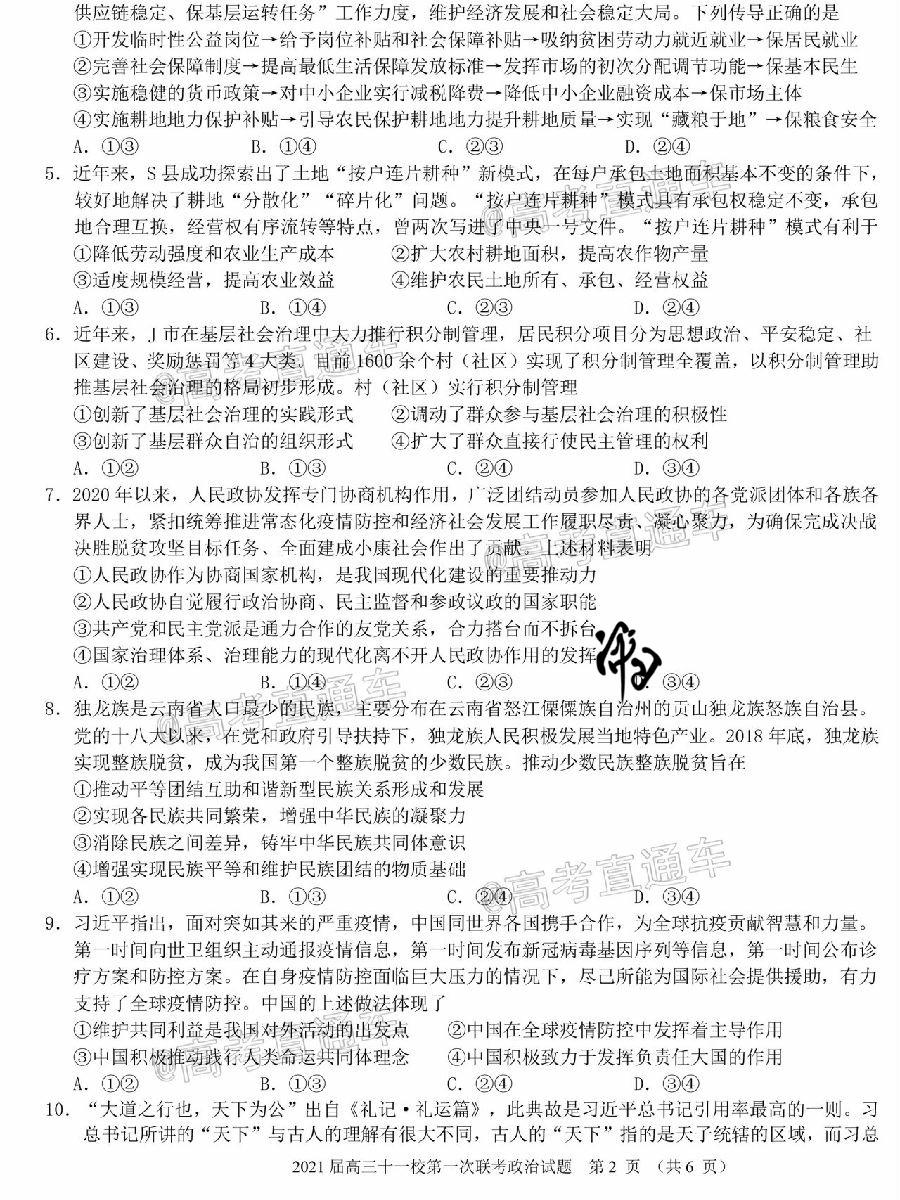 供应链稳定、保基层运转任务”工作力度，维护经济发展和社会稳定大局。下列传导正确的是
①开发临时性公益岗位→给予岗位补贴和社会保障补贴→吸纳贫困劳动力就近就业→保居民就业
②完善社会保障制度→提高最低生活保障发放标准→发挥市场的初次分配调节功能→保基本民生
③实施稳健的货币政策→对中小企业实行减税降费→降低中小企业融资成本→保市场主体
④实施耕地地力保护补贴→引导农民保护耕地地力提升耕地质量→实现“藏粮于地”→保粮食安全
A．①③　B．①④　C．②③　D．②④
5．近年来，S县成功探索出了土地“按户连片耕种”新模式，在每户承包土地面积基本不变的条件下，
较好地解决了耕地“分散化”“碎片化”问题。“按户连片耕种”模式具有承包权稳定不变，承包
地合理互换，经营权有序流转等特点，曾两次写进了中央一号文件。“按户连片耕种”模式有利于
①降低劳动强度和农业生产成本　②扩大农村耕地面积，提高农作物产量
③适度规模经营，提高农业效益　④维护农民土地所有、承包、经营权益
A．①③　B．①④　C．②③　D．②④
6．近年来，J市在基层社会治理中大力推行积分制管理，居民积分项目分为思想政治、平安稳定、社
区建设、奖励惩罚等4大类。目前1600余个村（社区）实现了积分制管理全覆盖，以积分制管理助
推基层社会治理的格局初步形成。村（社区）实行积分制管理
①创新了基层社会治理的实践形式　②调动了群众参与基层社会治理的积极性
③创新了基层群众自治的组织形式　④扩大了群众直接行使民主管理的权利
A．①②　B．①③　C．②④　D．③④
7．2020年以来，人民政协发挥专门协商机构作用，广泛团结动员参加人民政协的各党派团体和各族各
界人士，紧扣统筹推进常态化疫情防控和经济社会发展工作履职尽责、凝心聚力，为确保完成决战
决胜脱贫攻坚目标任务、全面建成小康社会作出了贡献。上述材料表明
①人民政协作为协商国家机构，是我国现代化建设的重要推动力
②人民政协自觉履行政治协商、民主监督和参政议政的国家职能
③共产党和民主党派是通力合作的友党关系，合力搭台而不拆台
④国家治理体系、治理能力的现代化离不开人民政协作用的发挥
A．①②　B．①④　C．②③　．③④
8．独龙族是云南省人口最少的民族，主要分布在云南省怒江傈僳族自治州的贡山独龙族怒族自治县。
党的十八大以来，在党和政府引导扶持下，独龙族人民积极发展当地特色产业。2018年底，独龙族
实现整族脱贫，成为我国第一个整族脱贫的少数民族。推动少数民族整族脱贫旨在
①推动平等团结互助和谐新型民族关系形成和发展
②实现各民族共同繁荣，增强中华民族的凝聚力
③消除民族之间差异，铸牢中华民族共同体意识
④增强实现民族平等和维护民族团结的物质基础
A．①②　B．①③　C．②④　D．③④
9．习近平指出，面对突如其来的严重疫情，中国同世界各国携手合作，为全球抗疫贡献智慧和力量。
第一时间向世卫组织主动通报疫情信息，第一时间发布新冠病毒基因序列等信息，第一时间公布诊
疗方案和防控方案。在自身疫情防控面临巨大压力的情况下，尽己所能为国际社会提供援助，有力
支持了全球疫情防控。中国的上述做法体现了
①维护共同利益是我国对外活动的出发点　②中国在全球疫情防控中发挥着主导作用
③中国积极推动践行人类命运共同体理念　④中国积极致力于发挥负责任大国的作用
A．①②　B．①③　C．②④　D．③④
10．“大道之行也，天下为公”出自《礼记·礼运篇》，此典故是习近平总书记引用率最高的一则。习
总书记所讲的“天下”与古人的理解有很大不同，古人的“天下”指的是天子统辖的区域，而习总
2021届高三十一校第一次联考政治试题　第2页　（共6页）
@高考直通车
@高考直通车
@高考直通车
@高考直通车
@高考直通车
@高考直通车